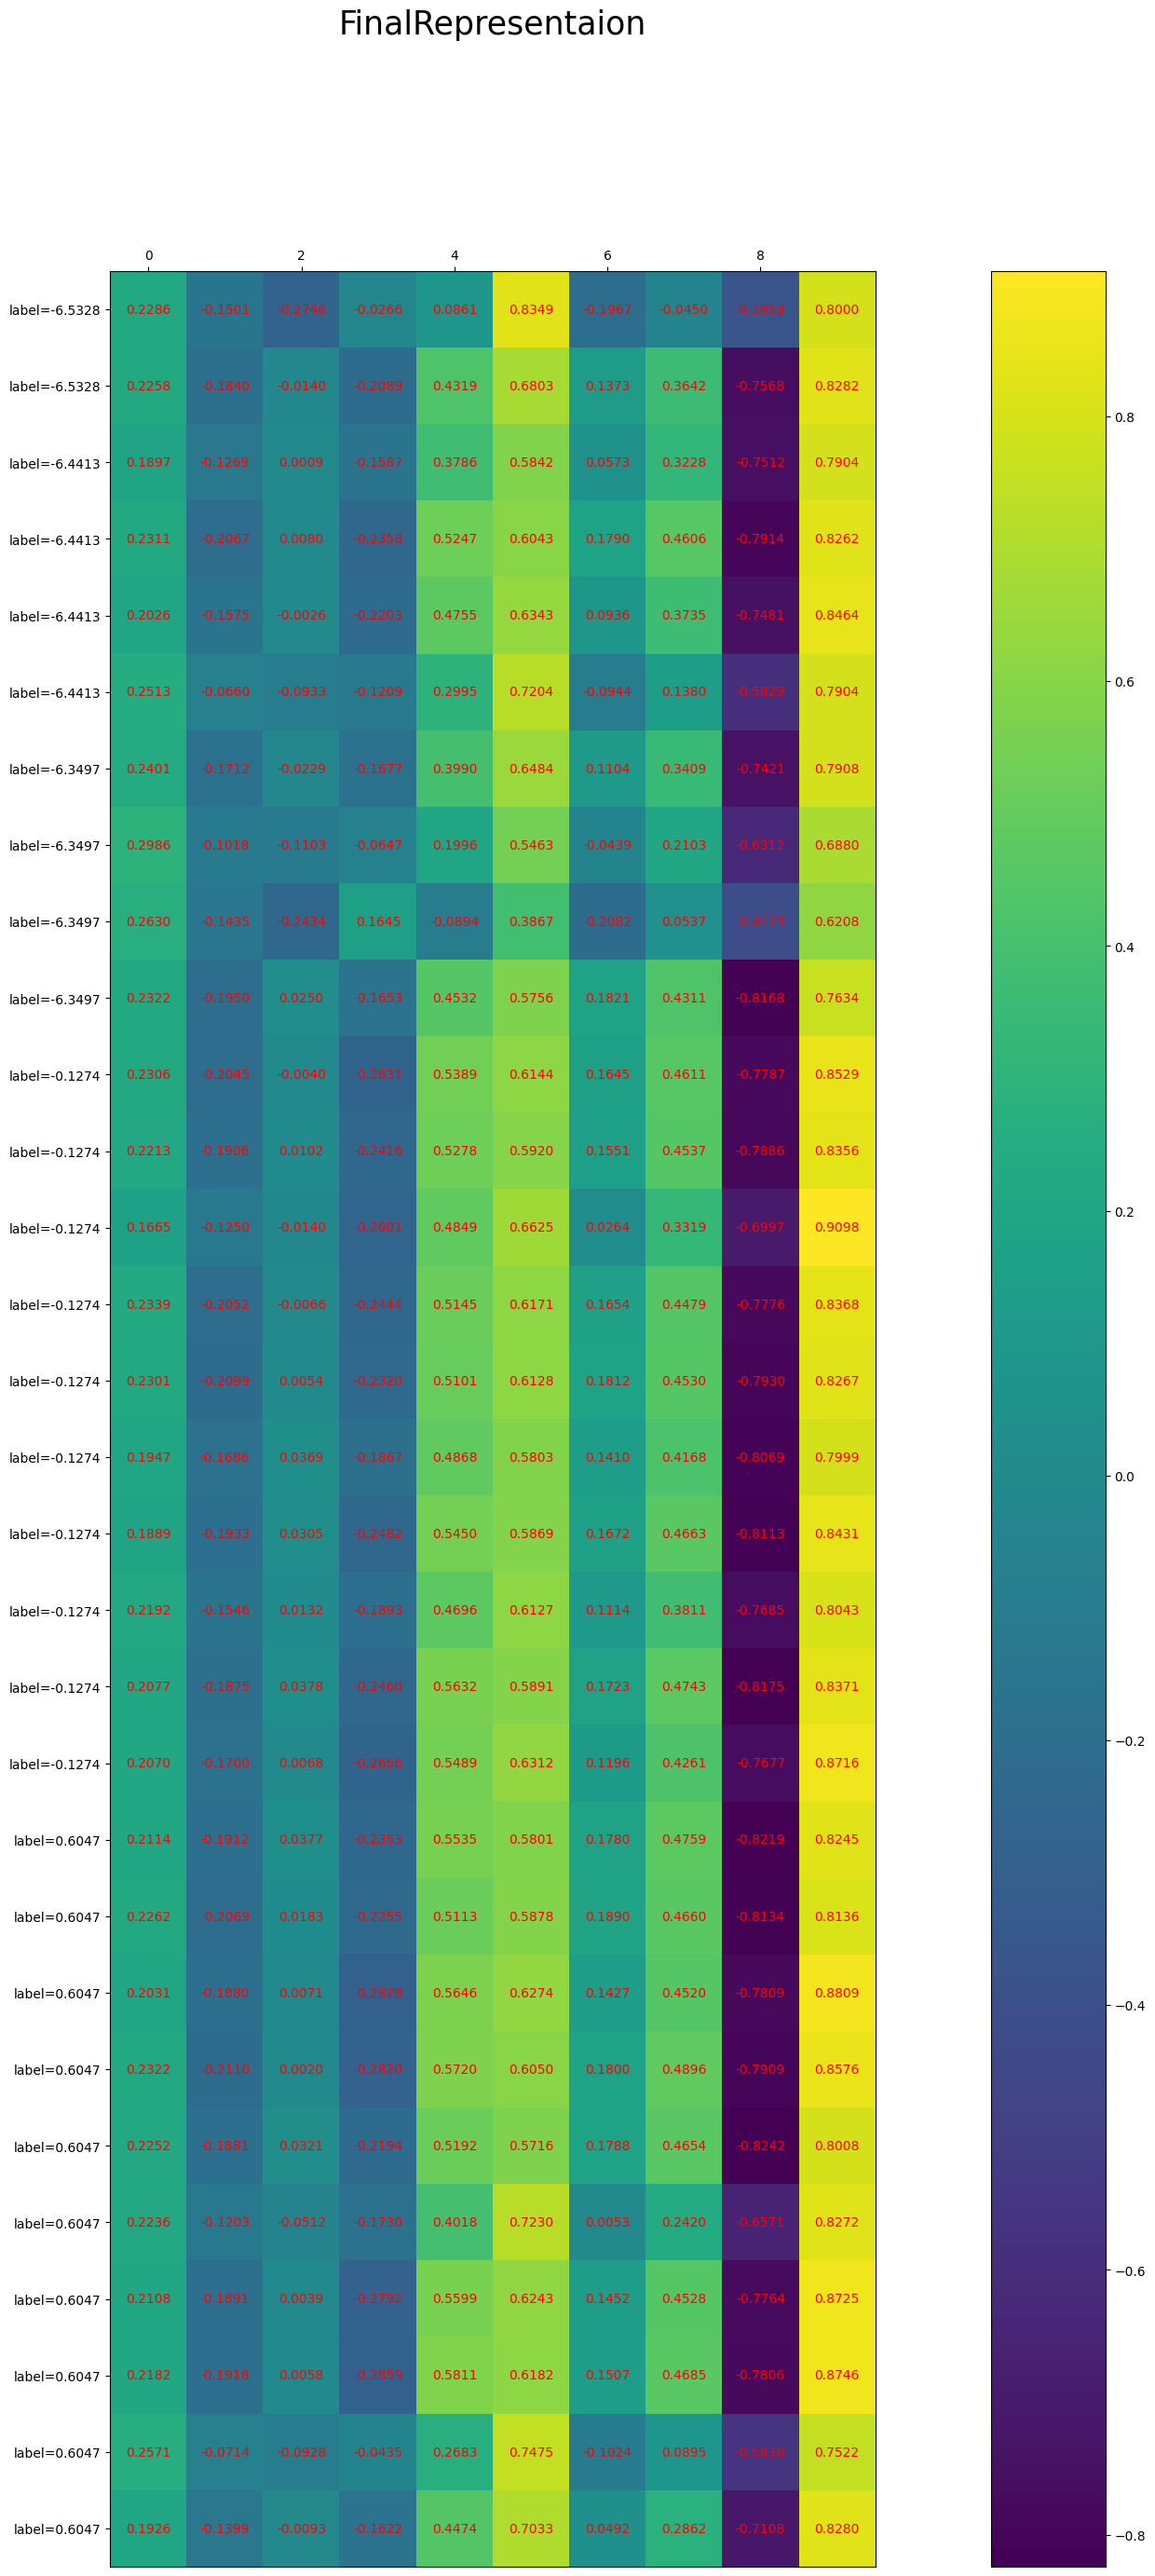 FinalRepresentaion
0 2 4 6 8
label=-6.5328 0.2286 -0.1501 -0.2746 -0.0266 0.0861 0.8349 -0.1967 -0.0450 -0.3659 0.8000
label=-6.5328 0.2258 -0.1840 -0.0140 -0.2089 0.4319 0.6803 0.1373 0.3642 -0.7568 0.8282
0.8
label=-6.4413 0.1897 -0.1269 0.0009 -0.1587 0.3786 0.5842 0.0573 0.3228 -0.7512 0.7904
label=-6.4413 0.2311 -0.2067 0.0080 -0.2358 0.5247 0.6043 0.1790 0.4606 -0.7914 0.8262
label=-6.4413 0.2026 -0.1575 -0.0026 -0.2203 0.4755 0.6343 0.0936 0.3735 -0.7481 0.8464
0.6
label=-6.4413 0.2513 -0.0660 -0.0933 -0.1209 0.2995 0.7204 -0.0944 0.1380 -0.5829 0.7904
label=-6.3497 0.2401 -0.1712 -0.0229 -0.1677 0.3990 0.6484 0.1104 0.3409 -0.7421 0.7908
label=-6.3497 0.2986 -0.1018 -0.1103 -0.0647 0.1996 0.5463 -0.0439 0.2103 -0.6312 0.6880
label=-6.3497 0.2630 -0.1435 -0.2434 0.1645 -0.0894 0.3867 -0.2082 0.0537 -0.4123 0.6208
0.4
label=-6.3497 0.2322 -0.1950 0.0250 -0.1653 0.4532 0.5756 0.1821 0.4311 -0.8168 0.7634
label=-0.1274 0.2306 -0.2045 -0.0040 -0.2631 0.5389 0.6144 0.1645 0.4611 -0.7787 0.8529
label=-0.1274 0.2213 -0.1906 0.0102 -0.2416 0.5278 0.5920 0.1551 0.4537 -0.7886 0.8356
0.2
label=-0.1274 0.1665 -0.1250 -0.0140 -0.2601 0.4849 0.6625 0.0264 0.3319 -0.6997 0.9098
label=-0.1274 0.2339 -0.2052 -0.0066 -0.2444 0.5145 0.6171 0.1654 0.4479 -0.7776 0.8368
label=-0.1274 0.2301 -0.2099 0.0054 -0.2320 0.5101 0.6128 0.1812 0.4530 -0.7930 0.8267
label=-0.1274 0.1947 -0.1686 0.0369 -0.1867 0.4868 0.5803 0.1410 0.4168 -0.8069 0.7999
0.0
label=-0.1274 0.1889 -0.1933 0.0305 -0.2482 0.5450 0.5869 0.1672 0.4663 -0.8113 0.8431
label=-0.1274 0.2192 -0.1546 0.0132 -0.1893 0.4696 0.6127 0.1114 0.3811 -0.7685 0.8043
label=-0.1274 0.2077 -0.1875 0.0378 -0.2460 0.5632 0.5891 0.1723 0.4743 -0.8175 0.8371
−0.2
label=-0.1274 0.2070 -0.1700 0.0068 -0.2656 0.5489 0.6312 0.1196 0.4261 -0.7677 0.8716
label=0.6047 0.2114 -0.1912 0.0377 -0.2353 0.5535 0.5801 0.1780 0.4759 -0.8219 0.8245
label=0.6047 0.2262 -0.2069 0.0183 -0.2255 0.5113 0.5878 0.1890 0.4660 -0.8134 0.8136
label=0.6047 0.2031 -0.1880 0.0071 -0.2828 0.5646 0.6274 0.1427 0.4520 -0.7809 0.8809
−0.4
label=0.6047 0.2322 -0.2110 0.0020 -0.2820 0.5720 0.6050 0.1800 0.4896 -0.7909 0.8576
label=0.6047 0.2252 -0.1881 0.0321 -0.2194 0.5192 0.5716 0.1788 0.4654 -0.8242 0.8008
label=0.6047 0.2236 -0.1203 -0.0512 -0.1730 0.4018 0.7230 0.0053 0.2420 -0.6571 0.8272
−0.6
label=0.6047 0.2108 -0.1891 0.0039 -0.2792 0.5599 0.6243 0.1452 0.4528 -0.7764 0.8725
label=0.6047 0.2182 -0.1918 0.0058 -0.2859 0.5811 0.6182 0.1507 0.4685 -0.7806 0.8746
label=0.6047 0.2571 -0.0714 -0.0928 -0.0435 0.2683 0.7475 -0.1024 0.0895 -0.5638 0.7522
label=0.6047 0.1926 -0.1399 -0.0093 -0.1622 0.4474 0.7033 0.0492 0.2862 -0.7108 0.8280
−0.8